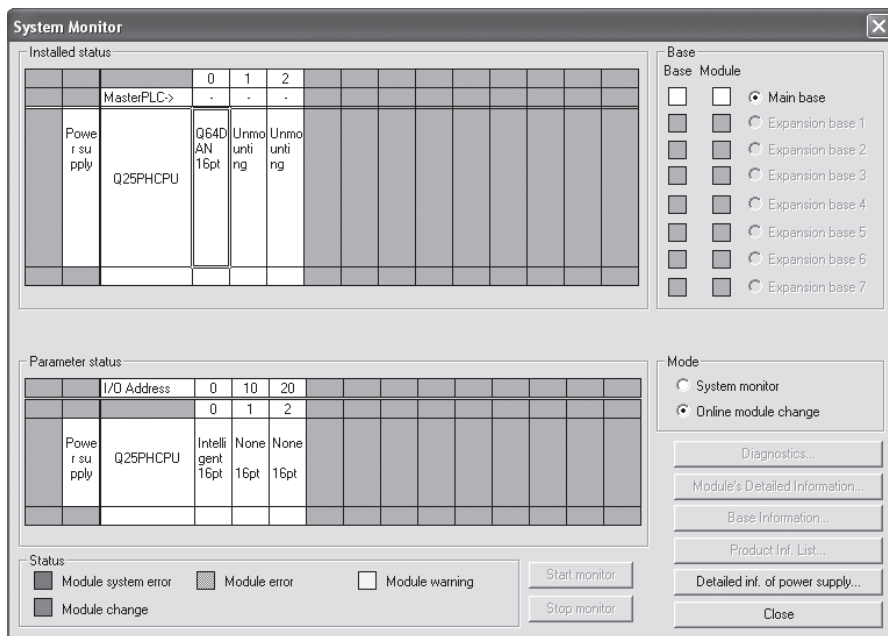 System Monitor
Installed status
0 1 2
MasterPLC-> - - -
Powe
r su
pply
Q25PHCPU
Q64D
AN
16pt
Unmo
unti
ng
Unmo
unti
ng
Base
Base Module
Main base
Expansion base 1
Expansion base 2
Expansion base 3
Expansion base 4
Expansion base 5
Expansion base 6
Expansion base 7
Parameter status
I/O Address 0 10 20
0 1 2
Powe
r su
pply
Q25PHCPU
Intelli
gent
16pt
None
16pt
None
16pt
Mode
System monitor
Online module change
Diagnostics...
Module's Detailed Information...
Base Information...
Product Inf. List...
Detailed inf. of power supply...
Close
Status
Module system error
Module error
Module warning
Module change
Start monitor
Stop monitor